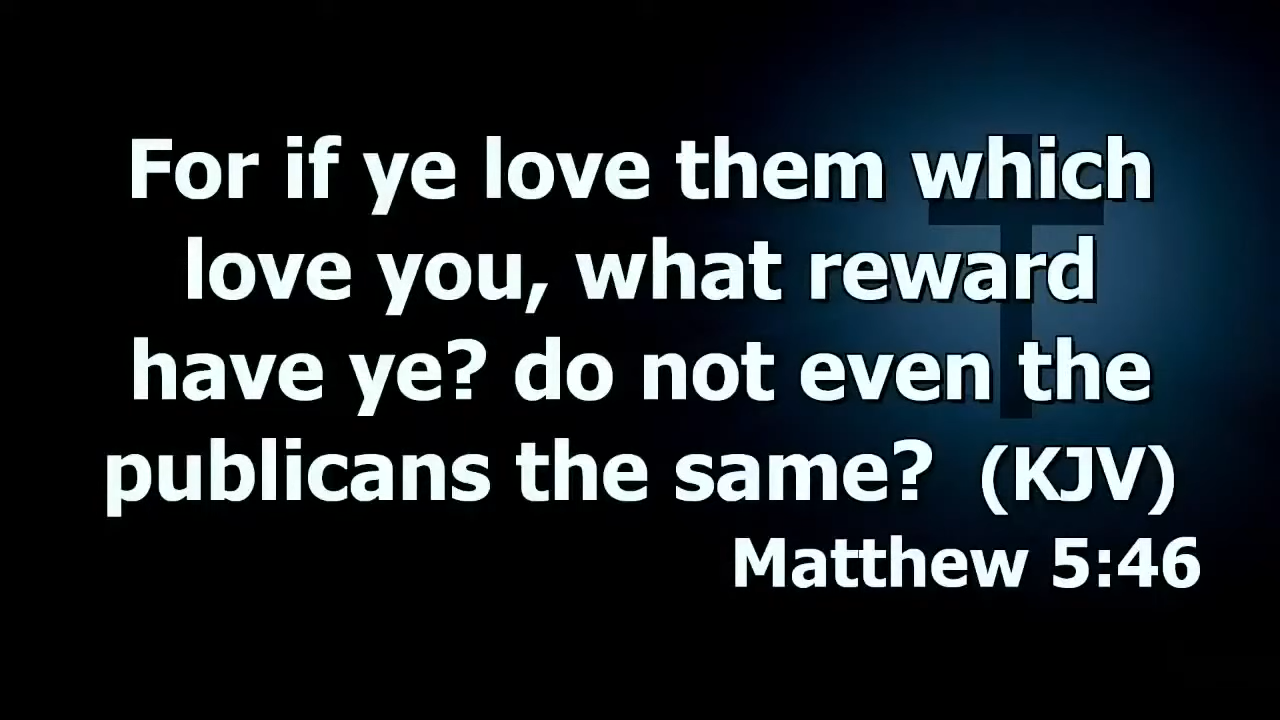 For if ye love them which
love you, what reward
have ye? do not even the
publicans the same?  (KJV)
Matthew 5:46